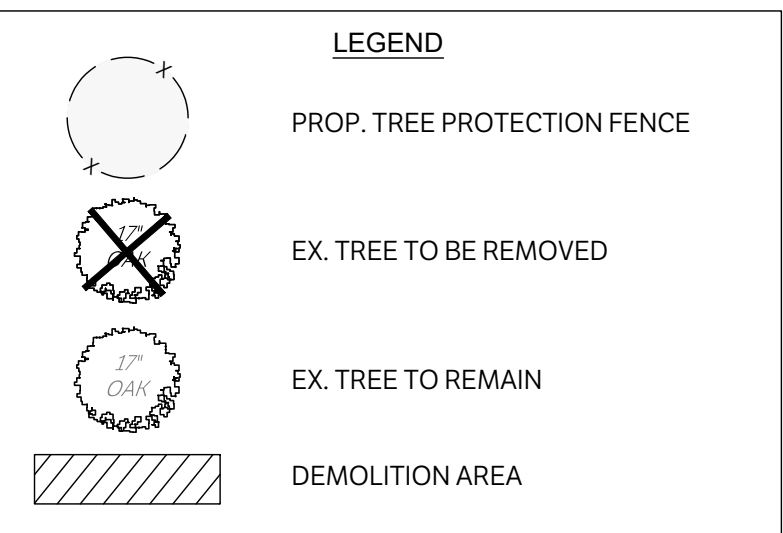 LEGEND
X
PROP. TREE PROTECTION FENCE
X
17"
OAK
EX. TREE TO BE REMOVED
17"
OAK
EX. TREE TO REMAIN
DEMOLITION AREA